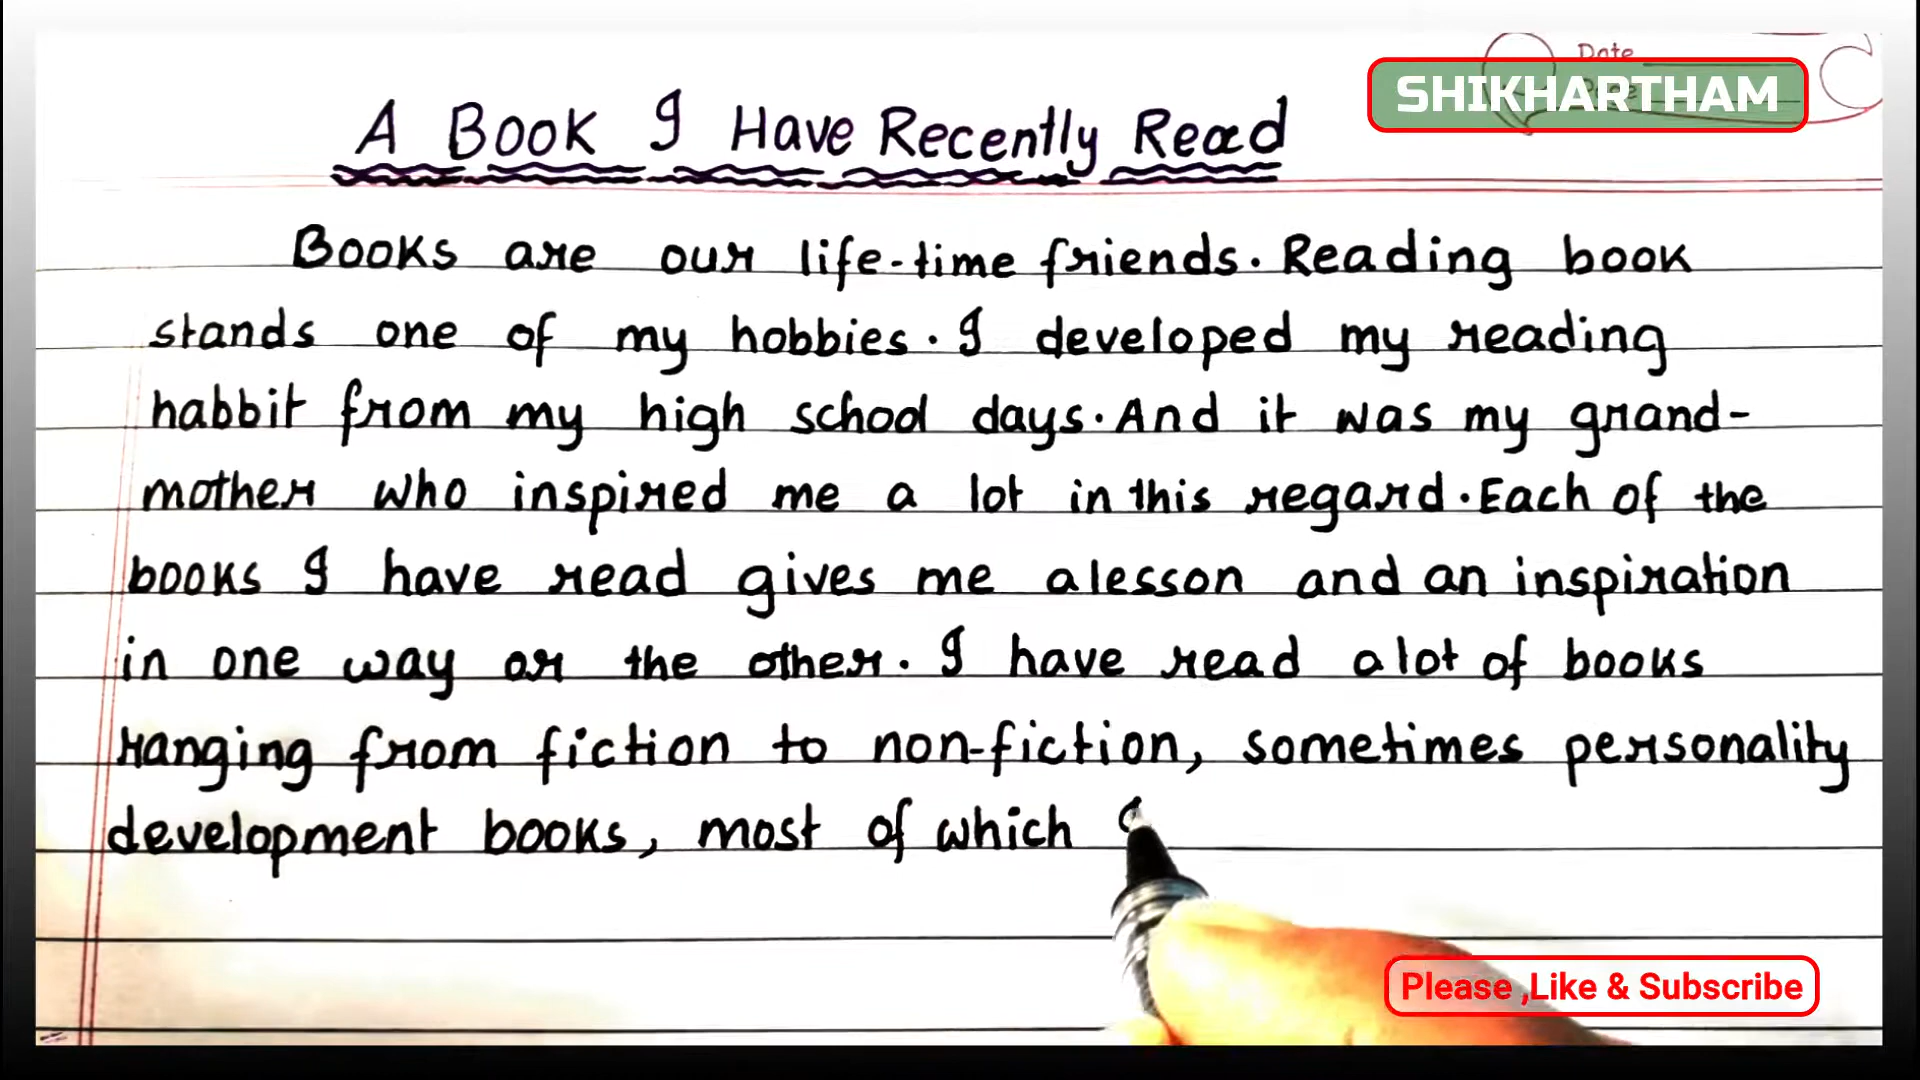 Date
SHIKHARTHAM
A Book I Have Recently Read
Books are our life-time friends. Reading book
stands one of my hobbies. I developed my reading
habbit from my high school days. And it was my grand-
mother who inspired me a lot in this regard. Each of the
books I have read gives me a lesson and an inspiration
in one way or the other. I have read a lot of books
ranging from fiction to non-fiction, sometimes personality
development books, most of which
Please ,Like & Subscribe